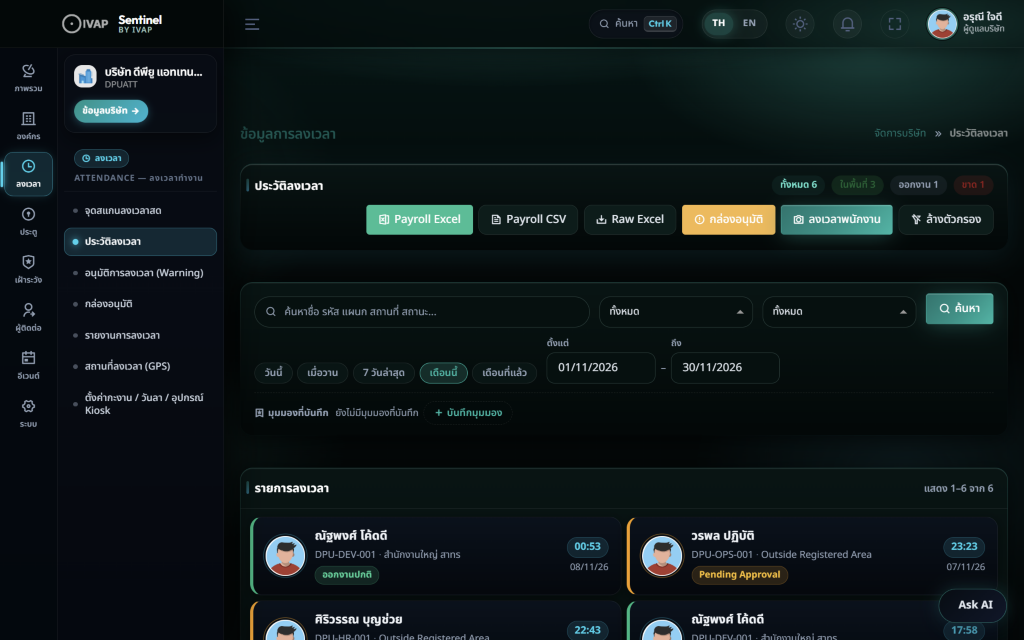 IVAP
Sentinel
BY IVAP
ค้นหา Ctrl K
TH EN
อรุณี ใจดี
ผู้ดูแลบริษัท
ภาพรวม
องค์กร
ลงเวลา
ประตู
เฝ้าระวัง
ผู้ติดต่อ
อีเวนต์
ระบบ
บริษัท ดีพียู แอทเทน...
DPUATT
ข้อมูลบริษัท →
ลงเวลา
ATTENDANCE — ลงเวลาทำงาน
จุดสแกนลงเวลาสด
ประวัติลงเวลา
อนุมัติการลงเวลา (Warning)
กล่องอนุมัติ
รายงานการลงเวลา
สถานที่ลงเวลา (GPS)
ตั้งค่ากะงาน / วันลา / อุปกรณ์
Kiosk
ข้อมูลการลงเวลา
จัดการบริษัท » ประวัติลงเวลา
ประวัติลงเวลา
ทั้งหมด 6 ในพื้นที่ 3 ออกงาน 1 ขาด 1
Payroll Excel Payroll CSV Raw Excel กล่องอนุมัติ ลงเวลาพนักงาน ล้างตัวกรอง
ค้นหาชื่อ รหัส แผนก สถานที่ สถานะ... ทั้งหมด ทั้งหมด ค้นหา
ตั้งแต่ ถึง
วันนี้ เมื่อวาน 7 วันล่าสุด เดือนนี้ เดือนที่แล้ว 01/11/2026 – 30/11/2026
มุมมองที่บันทึก ยังไม่มีมุมมองที่บันทึก + บันทึกมุมมอง
รายการลงเวลา
แสดง 1–6 จาก 6
ณัฐพงศ์ โค้ดดี
DPU-DEV-001 · สำนักงานใหญ่ สาทร
ออกงานปกติ
00:53
08/11/26
วรพล ปฏิบัติ
DPU-OPS-001 · Outside Registered Area
Pending Approval
23:23
07/11/26
ศิริวรรณ บุญช่วย
DPU-HR-001 · Outside Registered Area
22:43
ณัฐพงศ์ โค้ดดี
DPU-DEV-001 · สำนักงานใหญ่ สาทร
17:58
Ask AI